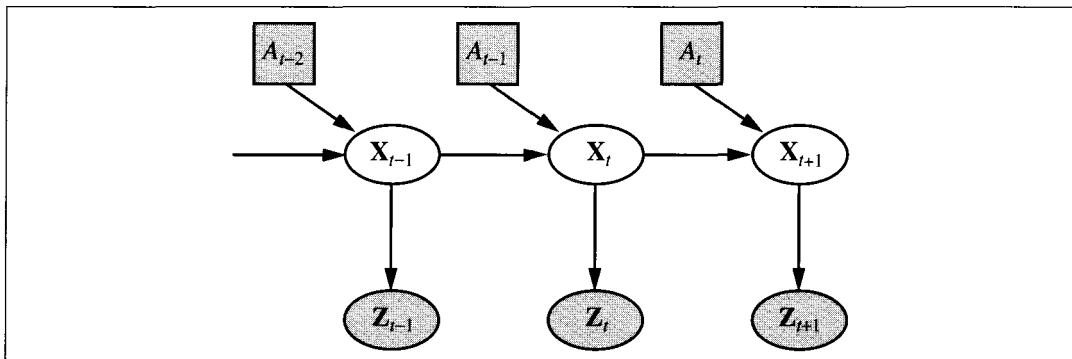 A_{t–2} A_{t–1} A_t
X_{t–1} X_t X_{t+1}
Z_{t–1} Z_t Z_{t+1}